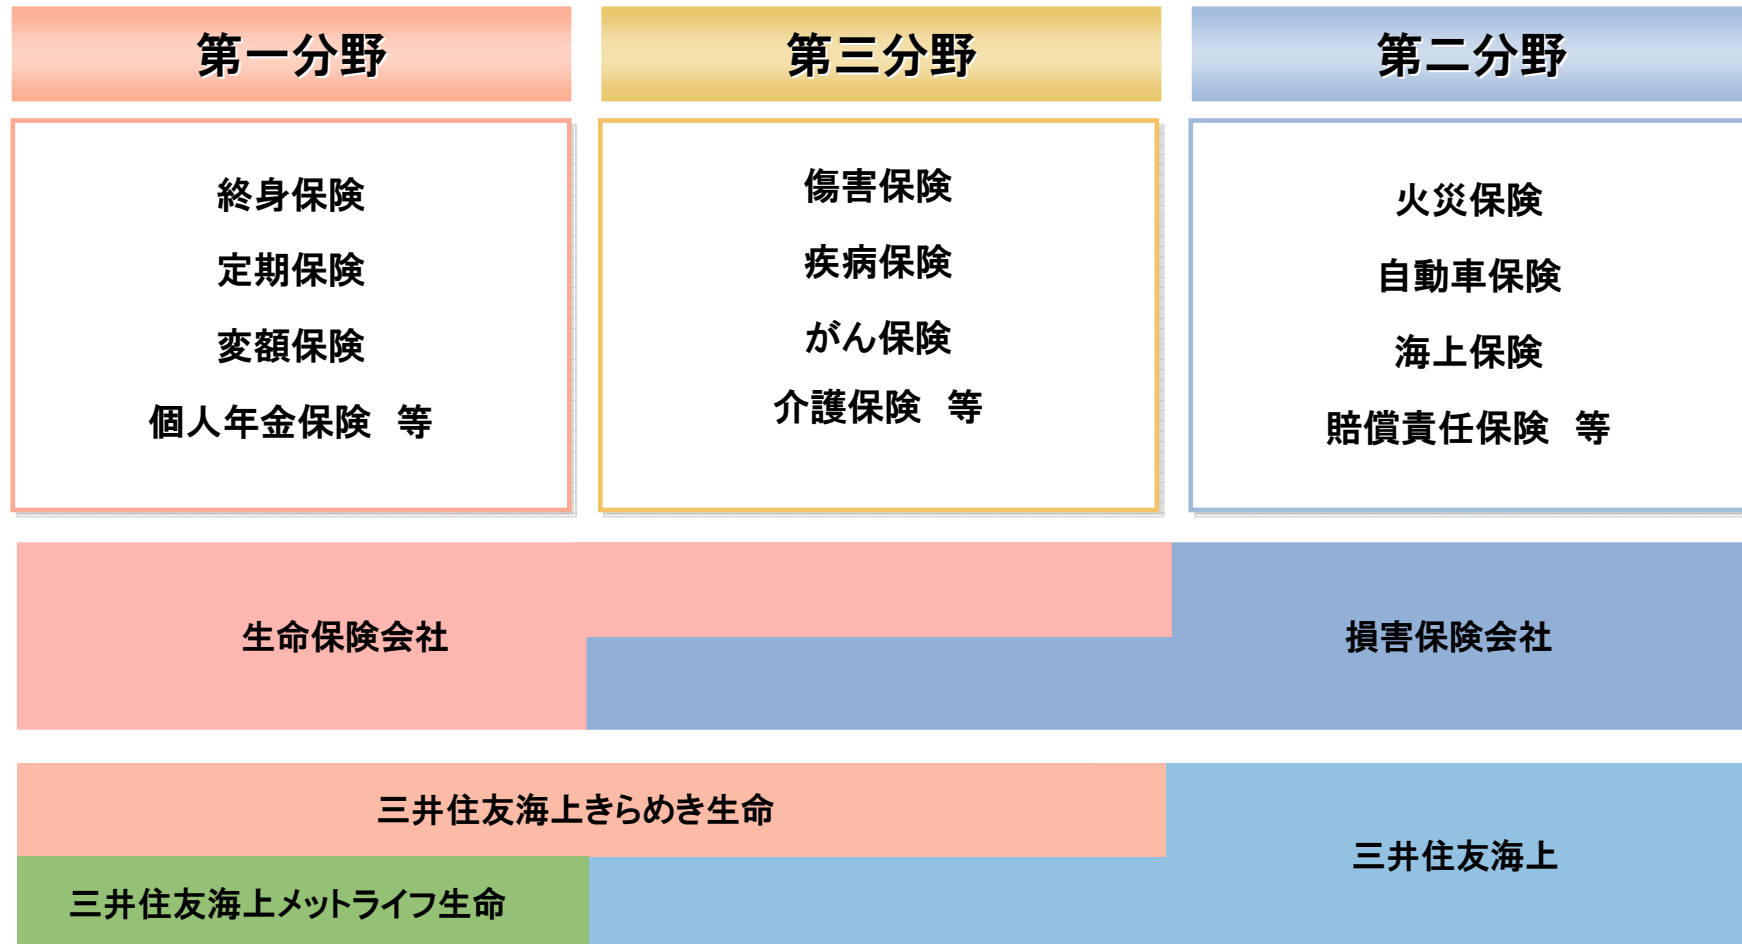 第一分野
終身保険
定期保険
変額保険
個人年金保険　等
第三分野
傷害保険
疾病保険
がん保険
介護保険　等
第二分野
火災保険
自動車保険
海上保険
賠償責任保険　等
生命保険会社
損害保険会社
三井住友海上きらめき生命
三井住友海上メットライフ生命
三井住友海上